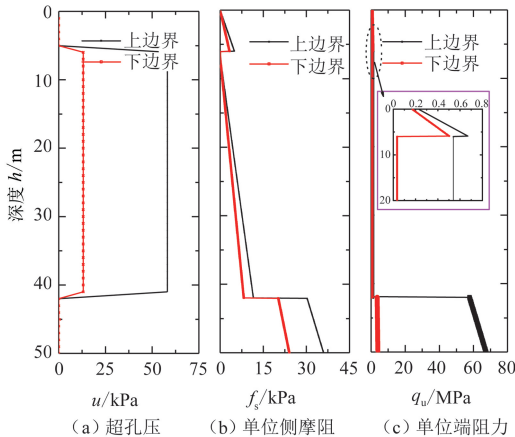 上边界
下边界
上边界
下边界
上边界
下边界
0
10
20
30
40
50
深度 h/m
0 0.2 0.4 0.6 0.8
0
10
20
0 25 50 75
0 15 30 45
0 20 40 60 80
u/kPa
fs/kPa
qu/MPa
(a) 超孔压
(b) 单位侧摩阻
(c) 单位端阻力